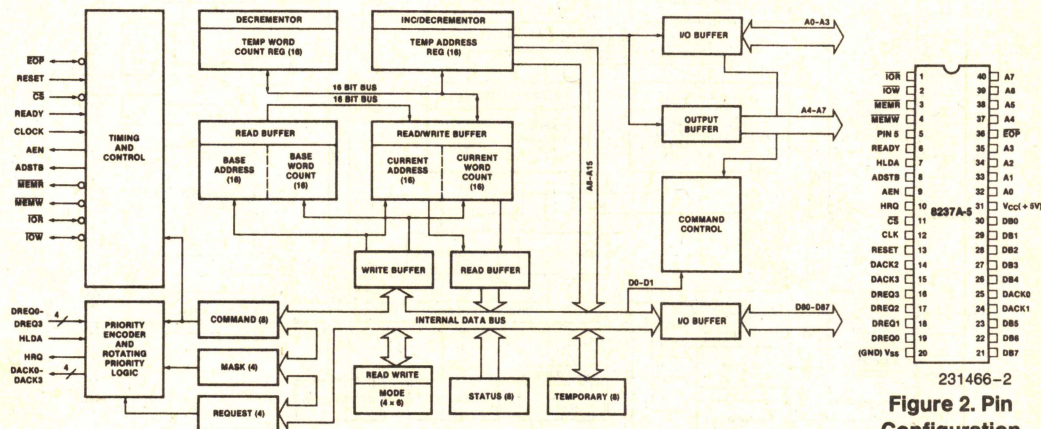 DECREMENTOR
TEMP WORD
COUNT REG (16)
INC/DECREMENTOR
TEMP ADDRESS
REG (16)
I/O BUFFER
A0-A3
EOP
RESET
CS
READY
CLOCK
AEN
ADSTB
MEMR
MEMW
IOR
IOW
TIMING
AND
CONTROL
16 BIT BUS
16 BIT BUS
READ BUFFER
BASE
ADDRESS
(16)
BASE
WORD
COUNT
(16)
READ/WRITE BUFFER
CURRENT
ADDRESS
(16)
CURRENT
WORD
COUNT
(16)
A8-A15
OUTPUT
BUFFER
A4-A7
COMMAND
CONTROL
WRITE BUFFER
READ BUFFER
D0-D1
DREQ0-
DREQ3
4
HLDA
HRQ
DACK0-
DACK3
4
PRIORITY
ENCODER
AND
ROTATING
PRIORITY
LOGIC
COMMAND (8)
MASK (4)
REQUEST (4)
INTERNAL DATA BUS
I/O BUFFER
DB0-DB7
READ WRITE
MODE
(4 x 6)
STATUS (8)
TEMPORARY (8)
IOR 1 40 A7
IOW 2 39 A6
MEMR 3 38 A5
MEMW 4 37 A4
PIN 5 5 36 EOP
READY 6 35 A3
HLDA 7 34 A2
ADSTB 8 33 A1
AEN 9 32 A0
HRQ 10 31 VCC(+5V)
8237A-5
CS 11 30 DB0
CLK 12 29 DB1
RESET 13 28 DB2
DACK2 14 27 DB3
DACK3 15 26 DB4
DREQ3 16 25 DACK0
DREQ2 17 24 DACK1
DREQ1 18 23 DB5
DREQ0 19 22 DB6
(GND) VSS 20 21 DB7
231466-2
Figure 2. Pin
Configuration